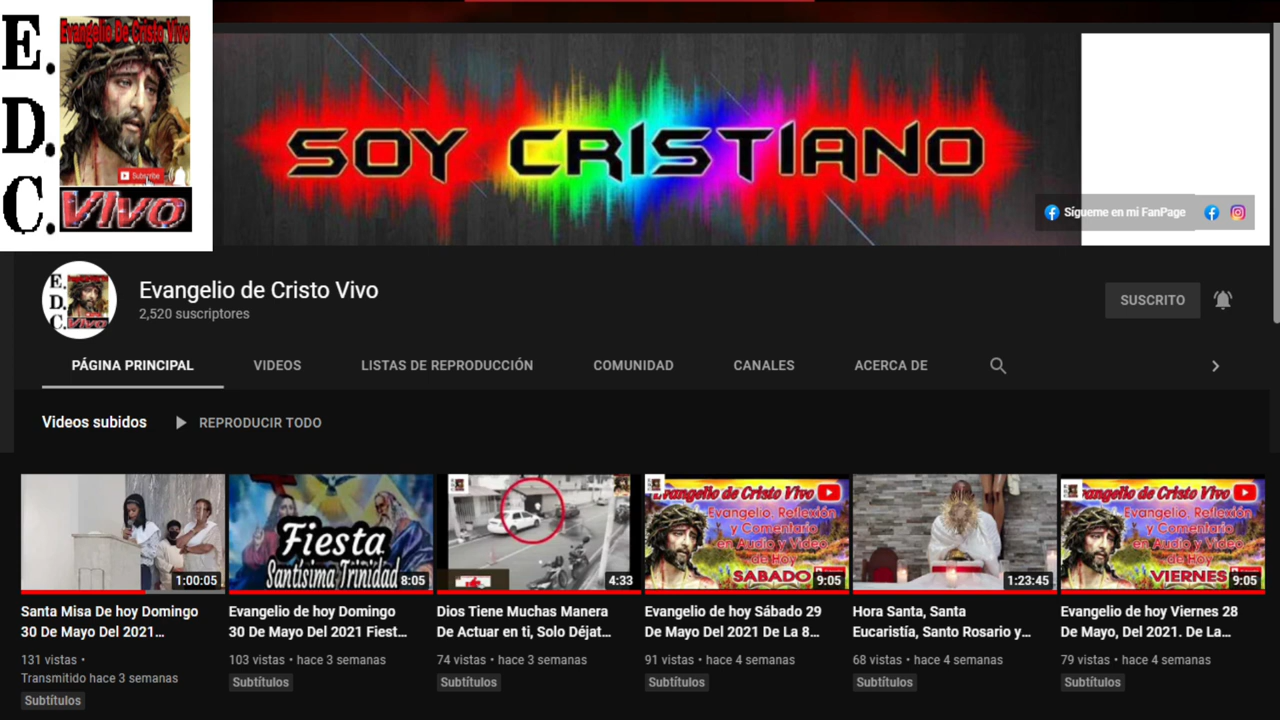 E.
D.
C.
Evangelio De Cristo Vivo
Subscribe
Vivo
SOY CRISTIANO
Sígueme en mi FanPage
E.
D.
C.
Vivo
Evangelio de Cristo Vivo
2,520 suscriptores
SUSCRITO
PÁGINA PRINCIPAL
VIDEOS
LISTAS DE REPRODUCCIÓN
COMUNIDAD
CANALES
ACERCA DE
Videos subidos
REPRODUCIR TODO
1:00:05
Santa Misa De hoy Domingo
30 De Mayo Del 2021...
131 vistas •
Transmitido hace 3 semanas
Subtítulos
Fiesta
Santísima Trinidad
8:05
Evangelio de hoy Domingo
30 De Mayo Del 2021 Fiest...
103 vistas • hace 3 semanas
Subtítulos
4:33
Dios Tiene Muchas Manera
De Actuar en ti, Solo Déjat...
74 vistas • hace 3 semanas
Subtítulos
Evangelio de Cristo Vivo
Evangelio, Reflexión
y Comentario
en Audio y Video
de Hoy
SABADO
9:05
Evangelio de hoy Sábado 29
De Mayo Del 2021 De La 8...
91 vistas • hace 4 semanas
Subtítulos
1:23:45
Hora Santa, Santa
Eucaristía, Santo Rosario y...
68 vistas • hace 4 semanas
Subtítulos
Evangelio de Cristo Vivo
Evangelio, Reflexión
y Comentario
en Audio y Video
de Hoy
VIERNES
9:05
Evangelio de hoy Viernes 28
De Mayo, Del 2021. De La...
79 vistas • hace 4 semanas
Subtítulos